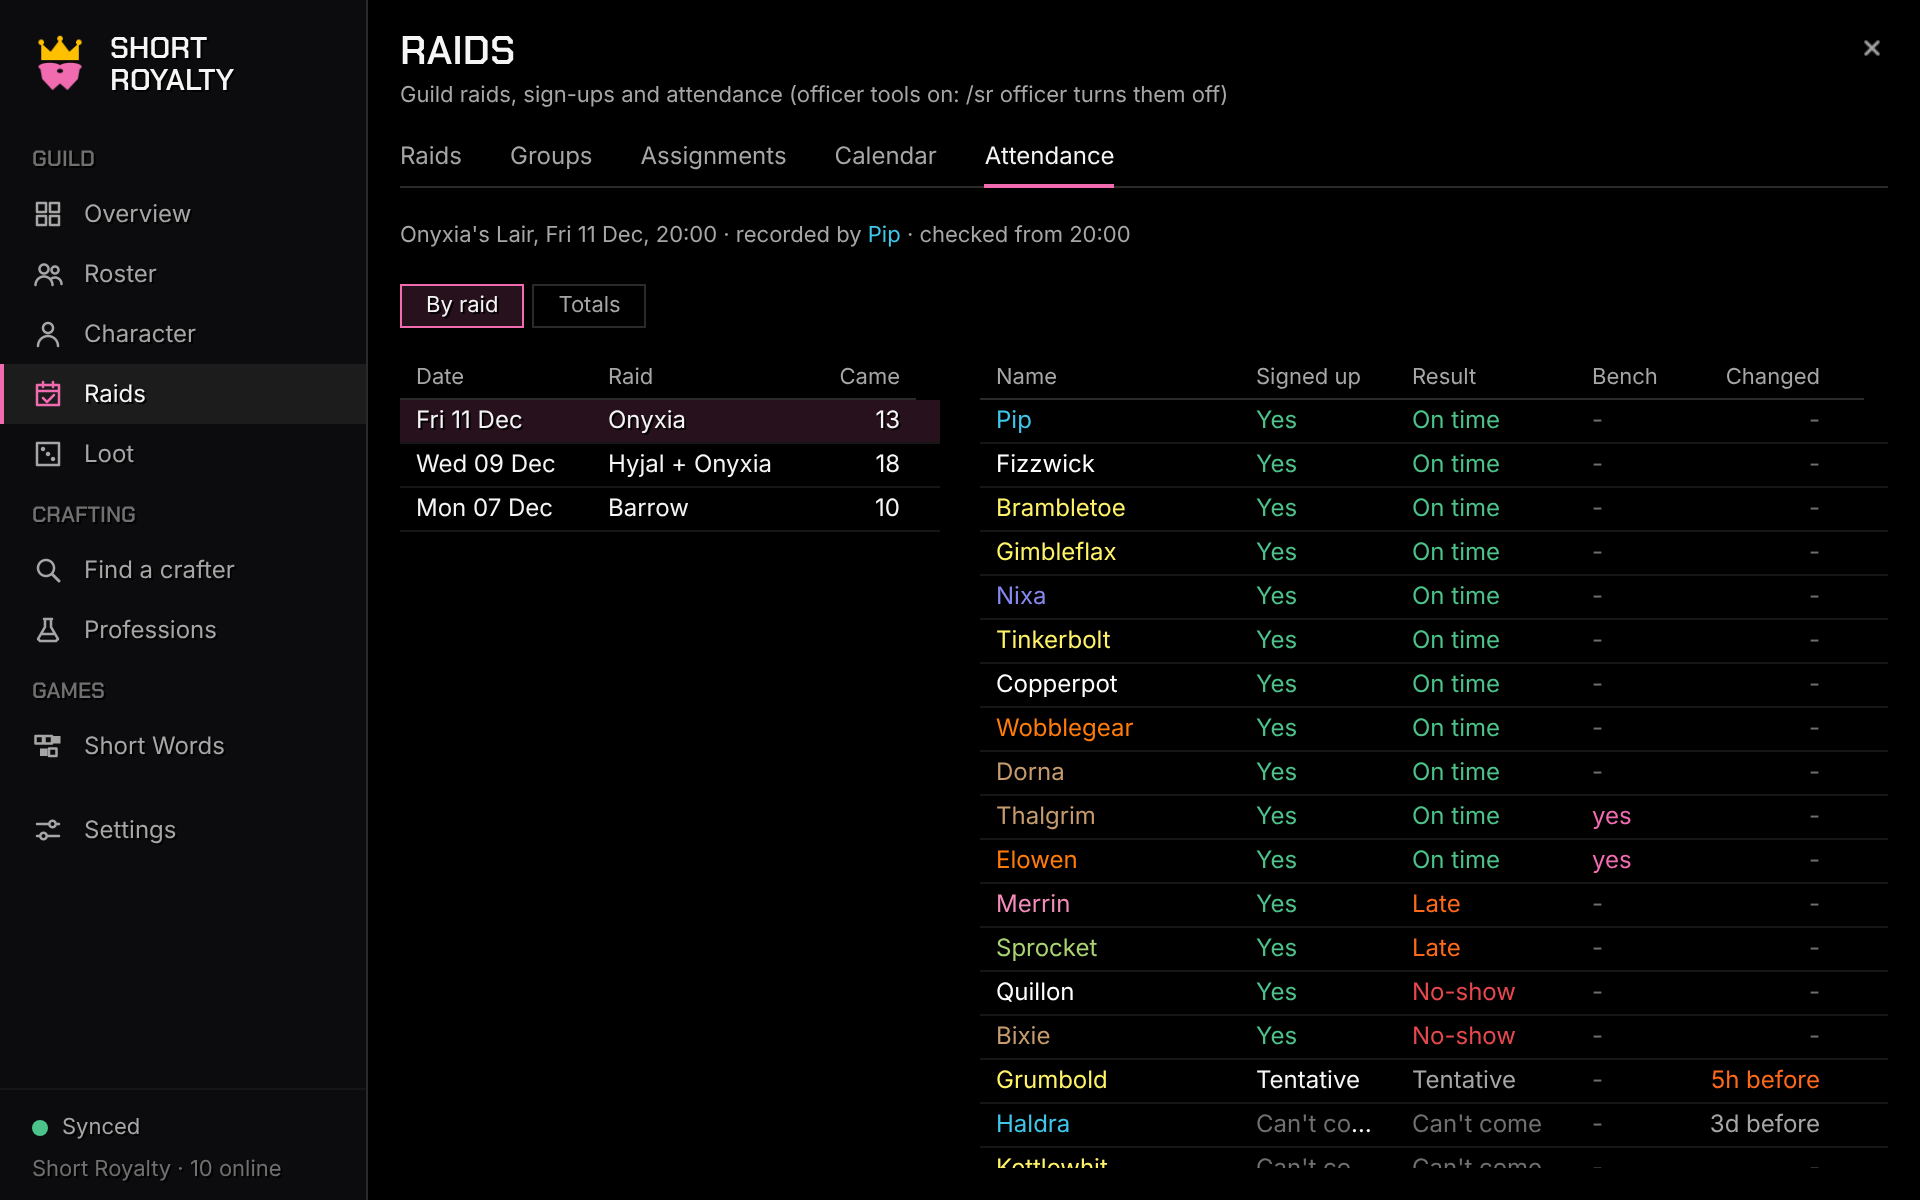 SHORT
ROYALTY
GUILD
Overview
Roster
Character
Raids
Loot
CRAFTING
Find a crafter
Professions
GAMES
Short Words
Settings
Synced
Short Royalty · 10 online
RAIDS
Guild raids, sign-ups and attendance (officer tools on: /sr officer turns them off)
Raids Groups Assignments Calendar Attendance
Onyxia's Lair, Fri 11 Dec, 20:00 · recorded by Pip · checked from 20:00
By raid Totals
Date Raid Came
Fri 11 Dec Onyxia 13
Wed 09 Dec Hyjal + Onyxia 18
Mon 07 Dec Barrow 10
Name Signed up Result Bench Changed
Pip Yes On time - -
Fizzwick Yes On time - -
Brambletoe Yes On time - -
Gimbleflax Yes On time - -
Nixa Yes On time - -
Tinkerbolt Yes On time - -
Copperpot Yes On time - -
Wobblegear Yes On time - -
Dorna Yes On time - -
Thalgrim Yes On time yes -
Elowen Yes On time yes -
Merrin Yes Late - -
Sprocket Yes Late - -
Quillon Yes No-show - -
Bixie Yes No-show - -
Grumbold Tentative Tentative - 5h before
Haldra Can't co... Can't come - 3d before
Kettlewhit Can't co... Can't come - -